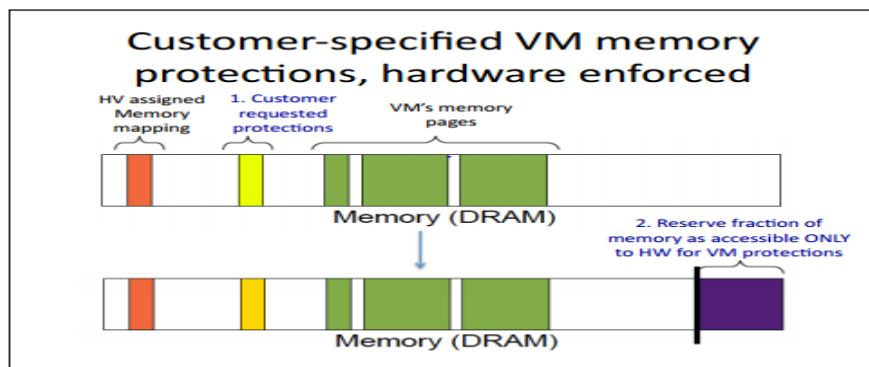 Customer-specified VM memory
protections, hardware enforced
HV assigned
Memory
mapping
1. Customer
requested
protections
VM's memory
pages
Memory (DRAM)
2. Reserve fraction of
memory as accessible ONLY
to HW for VM protections
Memory (DRAM)